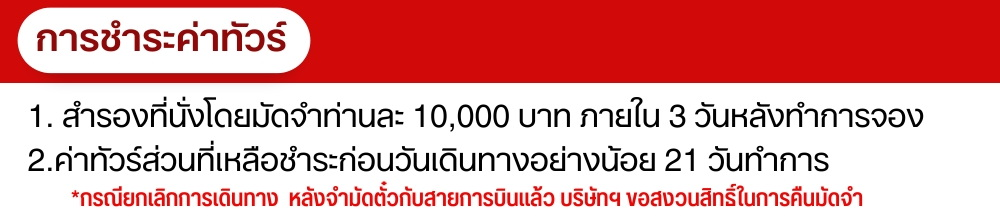 การชำระค่าทัวร์
1. สำรองที่นั่งโดยมัดจำท่านละ 10,000 บาท ภายใน 3 วันหลังทำการจอง
2.ค่าทัวร์ส่วนที่เหลือชำระก่อนวันเดินทางอย่างน้อย 21 วันทำการ
*กรณียกเลิกการเดินทาง หลังจำมัดตั๋วกับสายการบินแล้ว บริษัทฯ ขอสงวนสิทธิ์ในการคืนมัดจำ